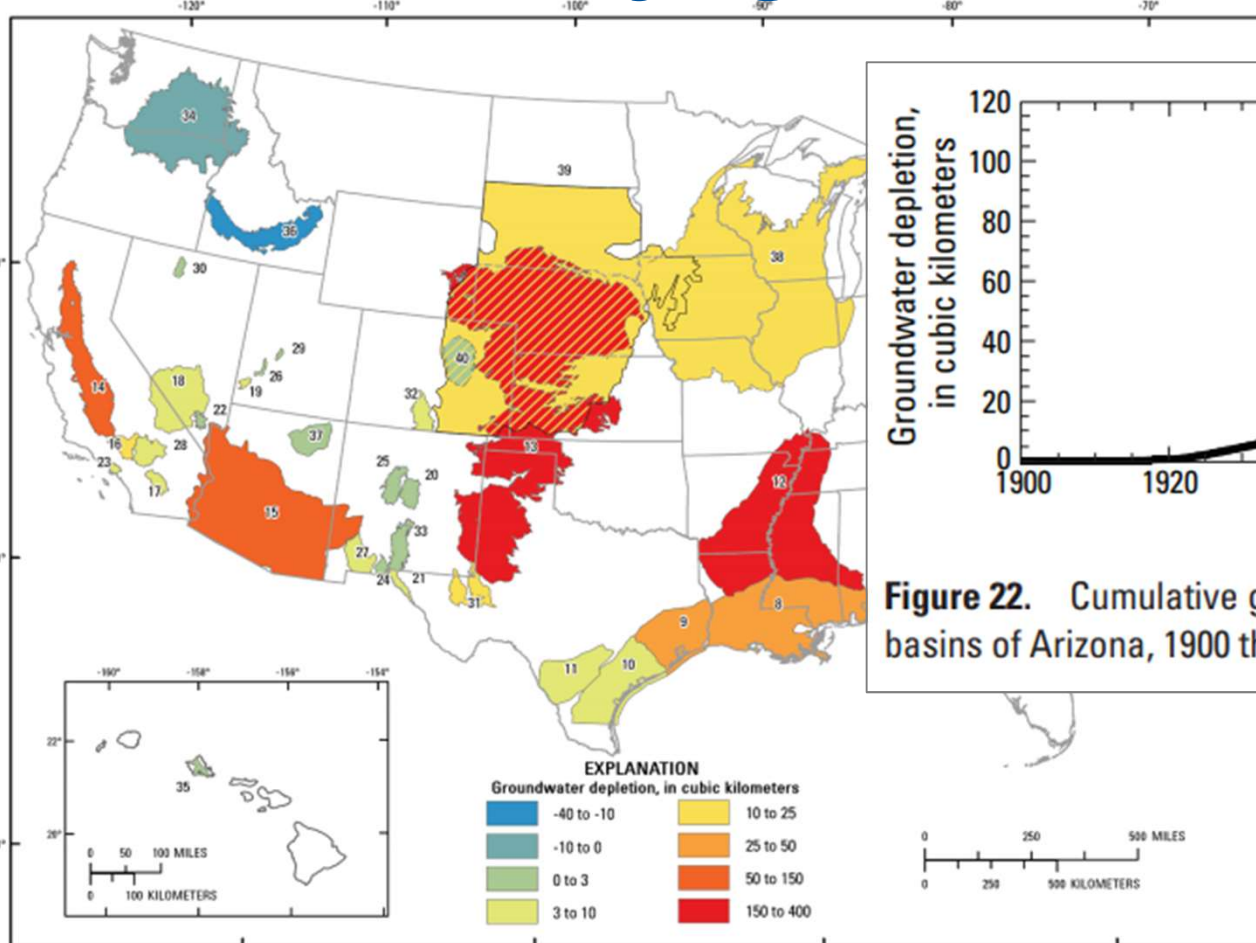 -120° -110° -100° -90° -80° -70°
34
39
36
38
30
29
14
18
26
19
40
22
32
37
16
28
23
13
25
20
17
12
15
33
27
24
21
31
8
9
11
10
Groundwater depletion,
in cubic kilometers
120
100
80
60
40
20
0
1900 1920
Figure 22. Cumulative g
basins of Arizona, 1900 th
-160° -158° -156° -154°
22°
20°
35
0 50 100 MILES
0 100 KILOMETERS
EXPLANATION
Groundwater depletion, in cubic kilometers
-40 to -10
-10 to 0
0 to 3
3 to 10
10 to 25
25 to 50
50 to 150
150 to 400
0 250 500 MILES
0 250 500 KILOMETERS